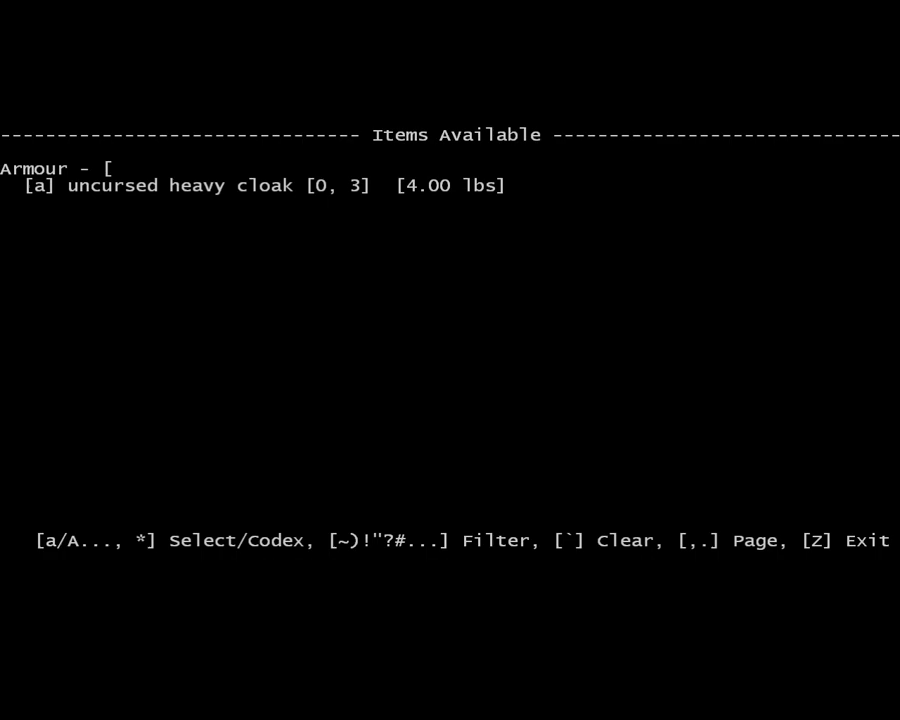 -------------------------------- Items Available -------------------------------
Armour - [
[a] uncursed heavy cloak [0, 3] [4.00 lbs]
[a/A..., *] Select/Codex, [~)!"?#...] Filter, [`] Clear, [,.] Page, [Z] Exit